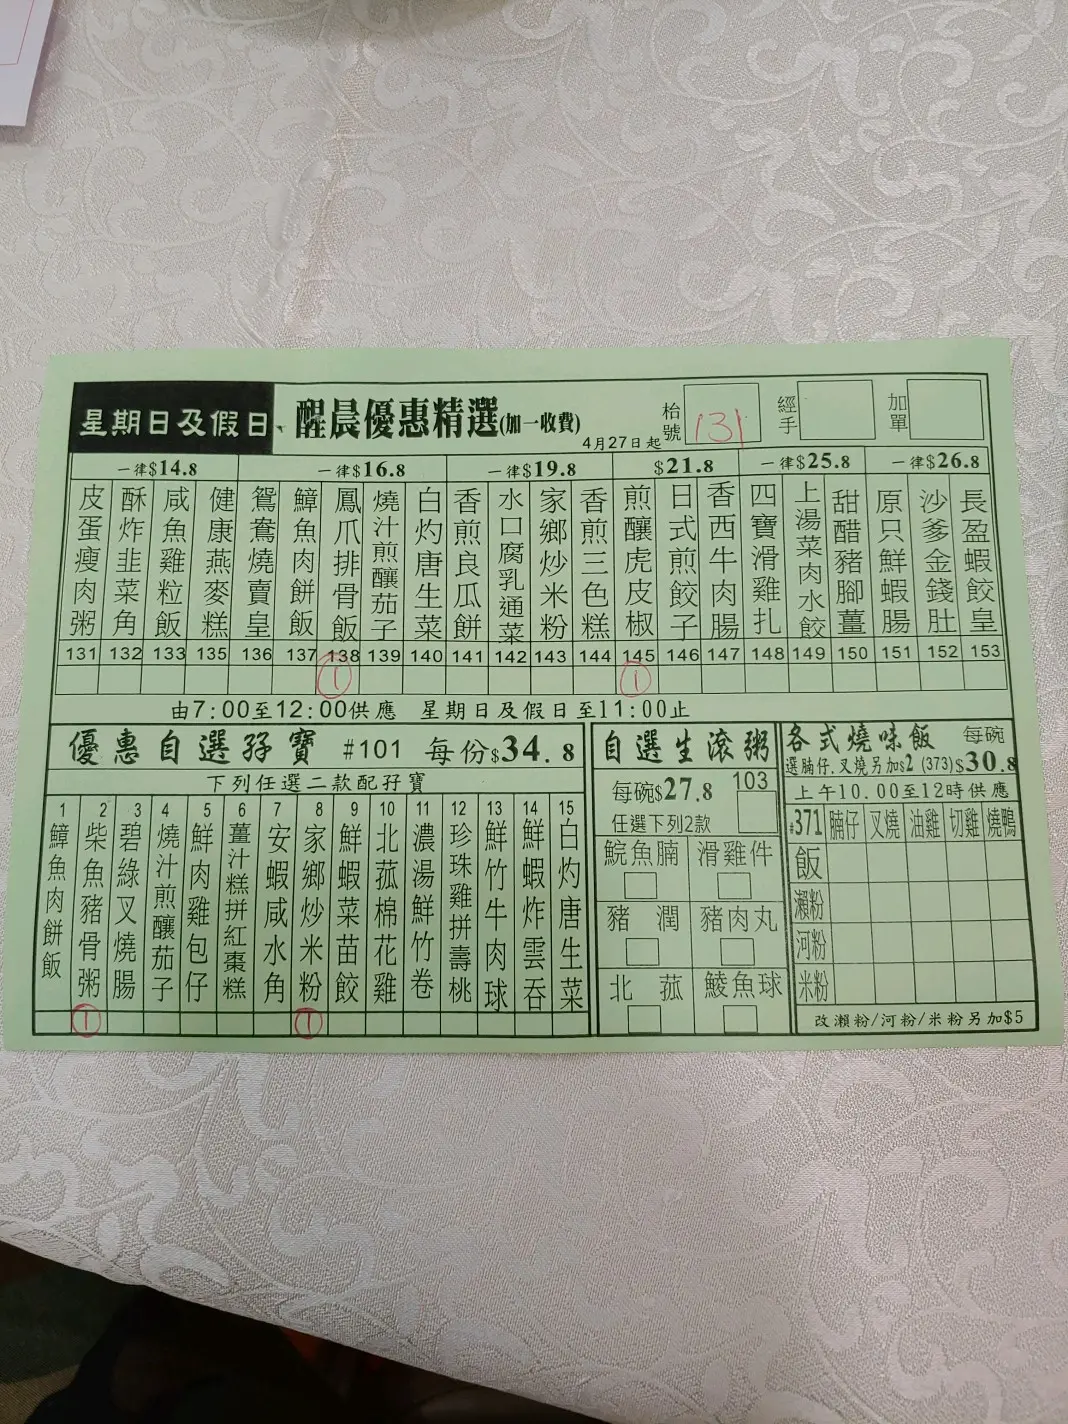 星期日及假日、醒晨優惠精選(加一收費)
4月27日起
枱號 131
經手
加單
一律$14.8 一律$16.8 一律$19.8 $21.8 一律$25.8 一律$26.8
皮蛋瘦肉粥 131
酥炸韭菜角 132
咸魚雞粒飯 133
健康燕麥糕 135
鴛鴦燒賣皇 136
鱆魚肉餅飯 137
鳳爪排骨飯 138 1
燒汁煎釀茄子 139
白灼唐生菜 140
香煎良瓜餅 141
水口腐乳通菜 142
家鄉炒米粉 143
香煎三色糕 144
煎釀虎皮椒 145 1
日式煎餃子 146
香西牛肉腸 147
四寶滑雞扎 148
上湯菜肉水餃 149
甜醋豬腳薑 150
原只鮮蝦腸 151
沙爹金錢肚 152
長盈蝦餃皇 153
由7:00至12:00供應 星期日及假日至11:00止
優惠自選孖寶 #101 每份$34.8
下列任選二款配孖寶
1 鱆魚肉餅飯
2 柴魚豬骨粥 1
3 碧綠叉燒腸
4 燒汁煎釀茄子
5 鮮肉雞包仔
6 薑汁糕拼紅棗糕
7 安蝦咸水角
8 家鄉炒米粉 1
9 鮮蝦菜苗餃
10 北菰棉花雞
11 濃湯鮮竹卷
12 珍珠雞拼壽桃
13 鮮竹牛肉球
14 鮮蝦炸雲吞
15 白灼唐生菜
自選生滾粥
每碗$27.8 103
任選下列2款
鯇魚腩 滑雞件
豬潤 豬肉丸
北菰 鯪魚球
各式燒味飯 每碗
選腩仔.叉燒另加$2 (373)$30.8
上午10.00至12時供應
#371 腩仔 叉燒 油雞 切雞 燒鴨
飯
瀨粉
河粉
米粉
改瀨粉/河粉/米粉另加$5